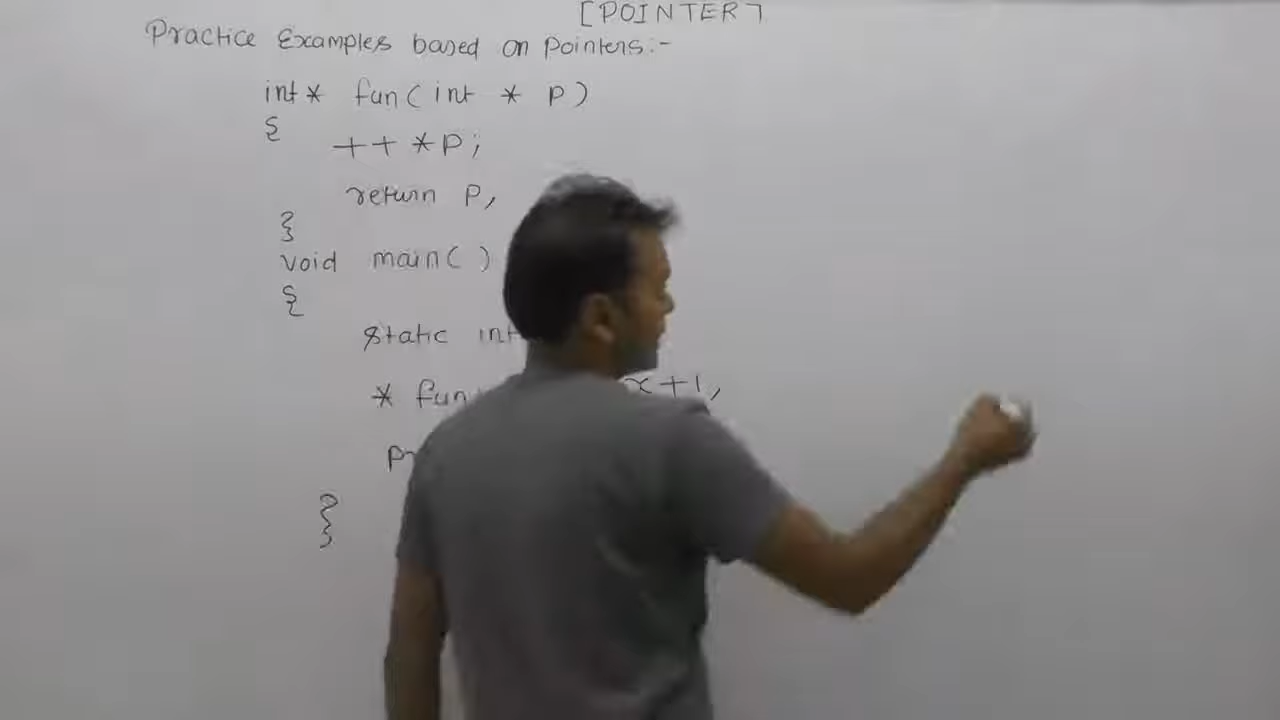 [POINTER]
Practice Examples based on Pointers:-
int* fun(int * p)
{
++ *p;
return p,
}
void main( )
{
static int
* fun x+1,
}